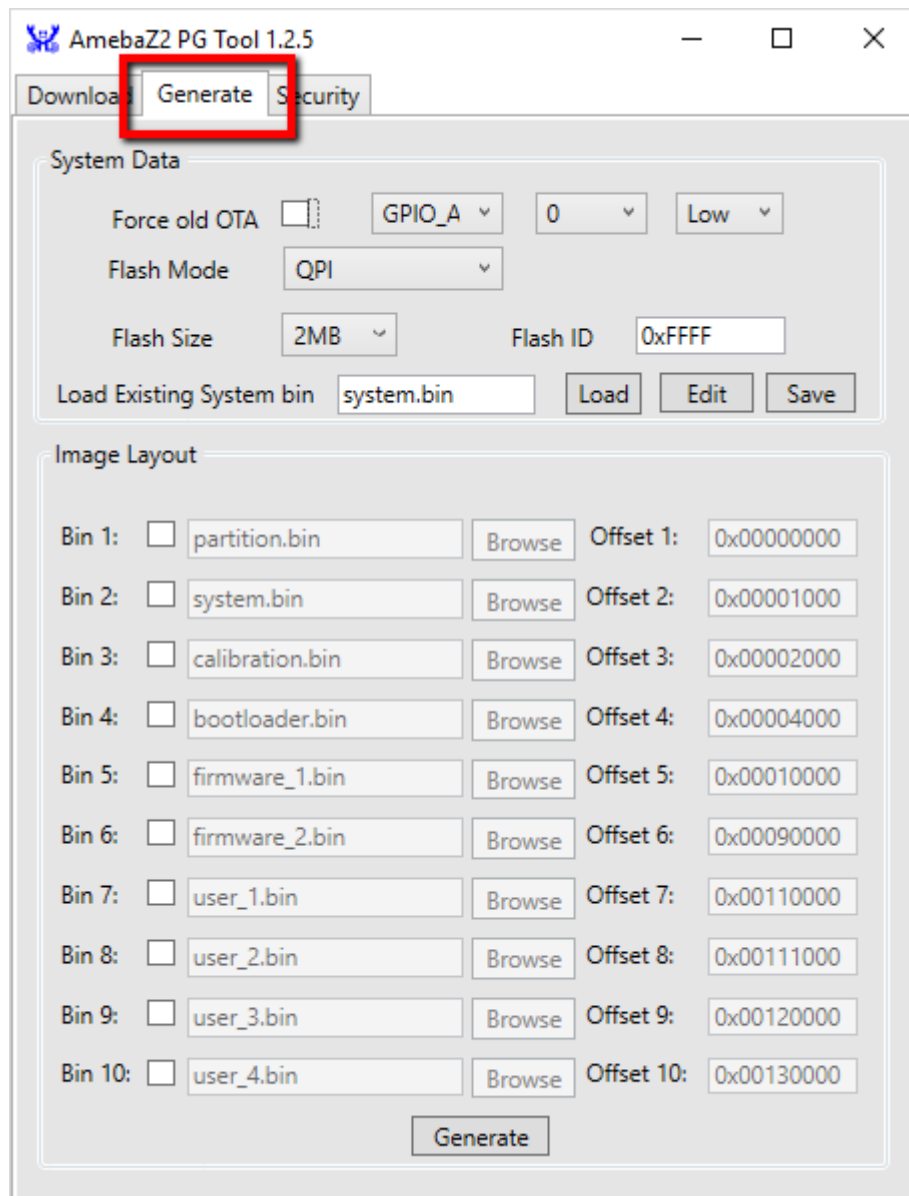 AmebaZ2 PG Tool 1.2.5
Download Generate Security
System Data
Force old OTA GPIO_A 0 Low
Flash Mode QPI
Flash Size 2MB Flash ID 0xFFFF
Load Existing System bin system.bin Load Edit Save
Image Layout
Bin 1: partition.bin Browse Offset 1: 0x00000000
Bin 2: system.bin Browse Offset 2: 0x00001000
Bin 3: calibration.bin Browse Offset 3: 0x00002000
Bin 4: bootloader.bin Browse Offset 4: 0x00004000
Bin 5: firmware_1.bin Browse Offset 5: 0x00010000
Bin 6: firmware_2.bin Browse Offset 6: 0x00090000
Bin 7: user_1.bin Browse Offset 7: 0x00110000
Bin 8: user_2.bin Browse Offset 8: 0x00111000
Bin 9: user_3.bin Browse Offset 9: 0x00120000
Bin 10: user_4.bin Browse Offset 10: 0x00130000
Generate